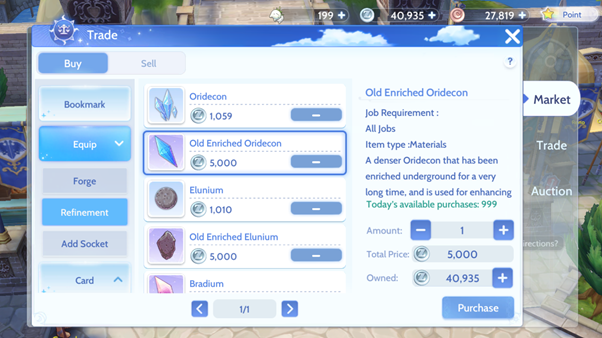 199
40,935
27,819
Point
Trade
Buy
Sell
?
Bookmark
Equip
Forge
Refinement
Add Socket
Card
Oridecon
1,059
Old Enriched Oridecon
5,000
Elunium
1,010
Old Enriched Elunium
5,000
Bradium
1/1
Old Enriched Oridecon
Job Requirement :
All Jobs
Item type :Materials
A denser Oridecon that has been
enriched underground for a very
long time, and is used for enhancing
Today's available purchases: 999
Amount:
1
Total Price:
5,000
Owned:
40,935
Purchase
Market
Trade
Auction
directions?